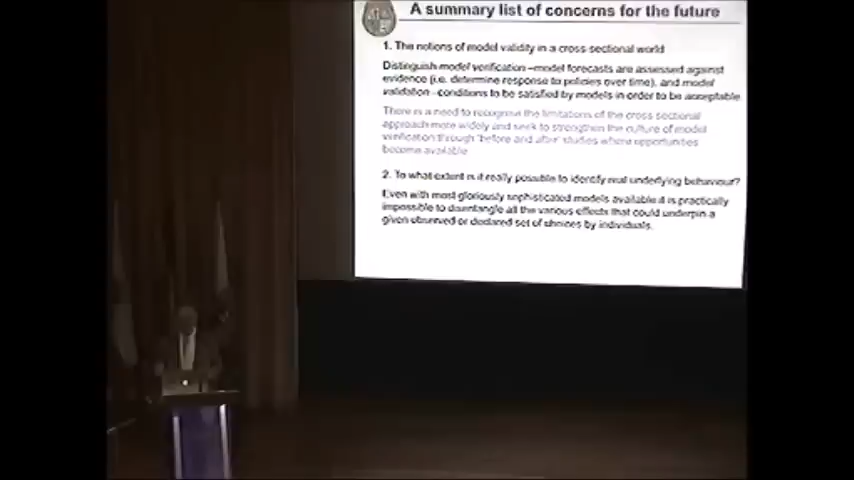 A summary list of concerns for the future
1. The notions of model validity in a cross-sectional world
Distinguish model verification –model forecasts are assessed against
evidence (i.e. determine response to policies over time), and model
validation –conditions to be satisfied by models in order to be acceptable
There is a need to recognise the limitations of the cross sectional
approach more widely and seek to strengthen the culture of model
verification through 'before and after' studies where opportunities
become available
2. To what extent is it really possible to identify real underlying behaviour?
Even with most gloriously sophisticated models available it is practically
impossible to disentangle all the various effects that could underpin a
given observed or declared set of choices by individuals.